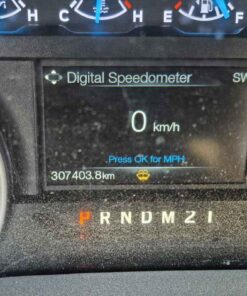 C H C H E
Digital Speedometer SW
0 km/h
Press OK for MPH
307403.8km
P R N D M 2 1